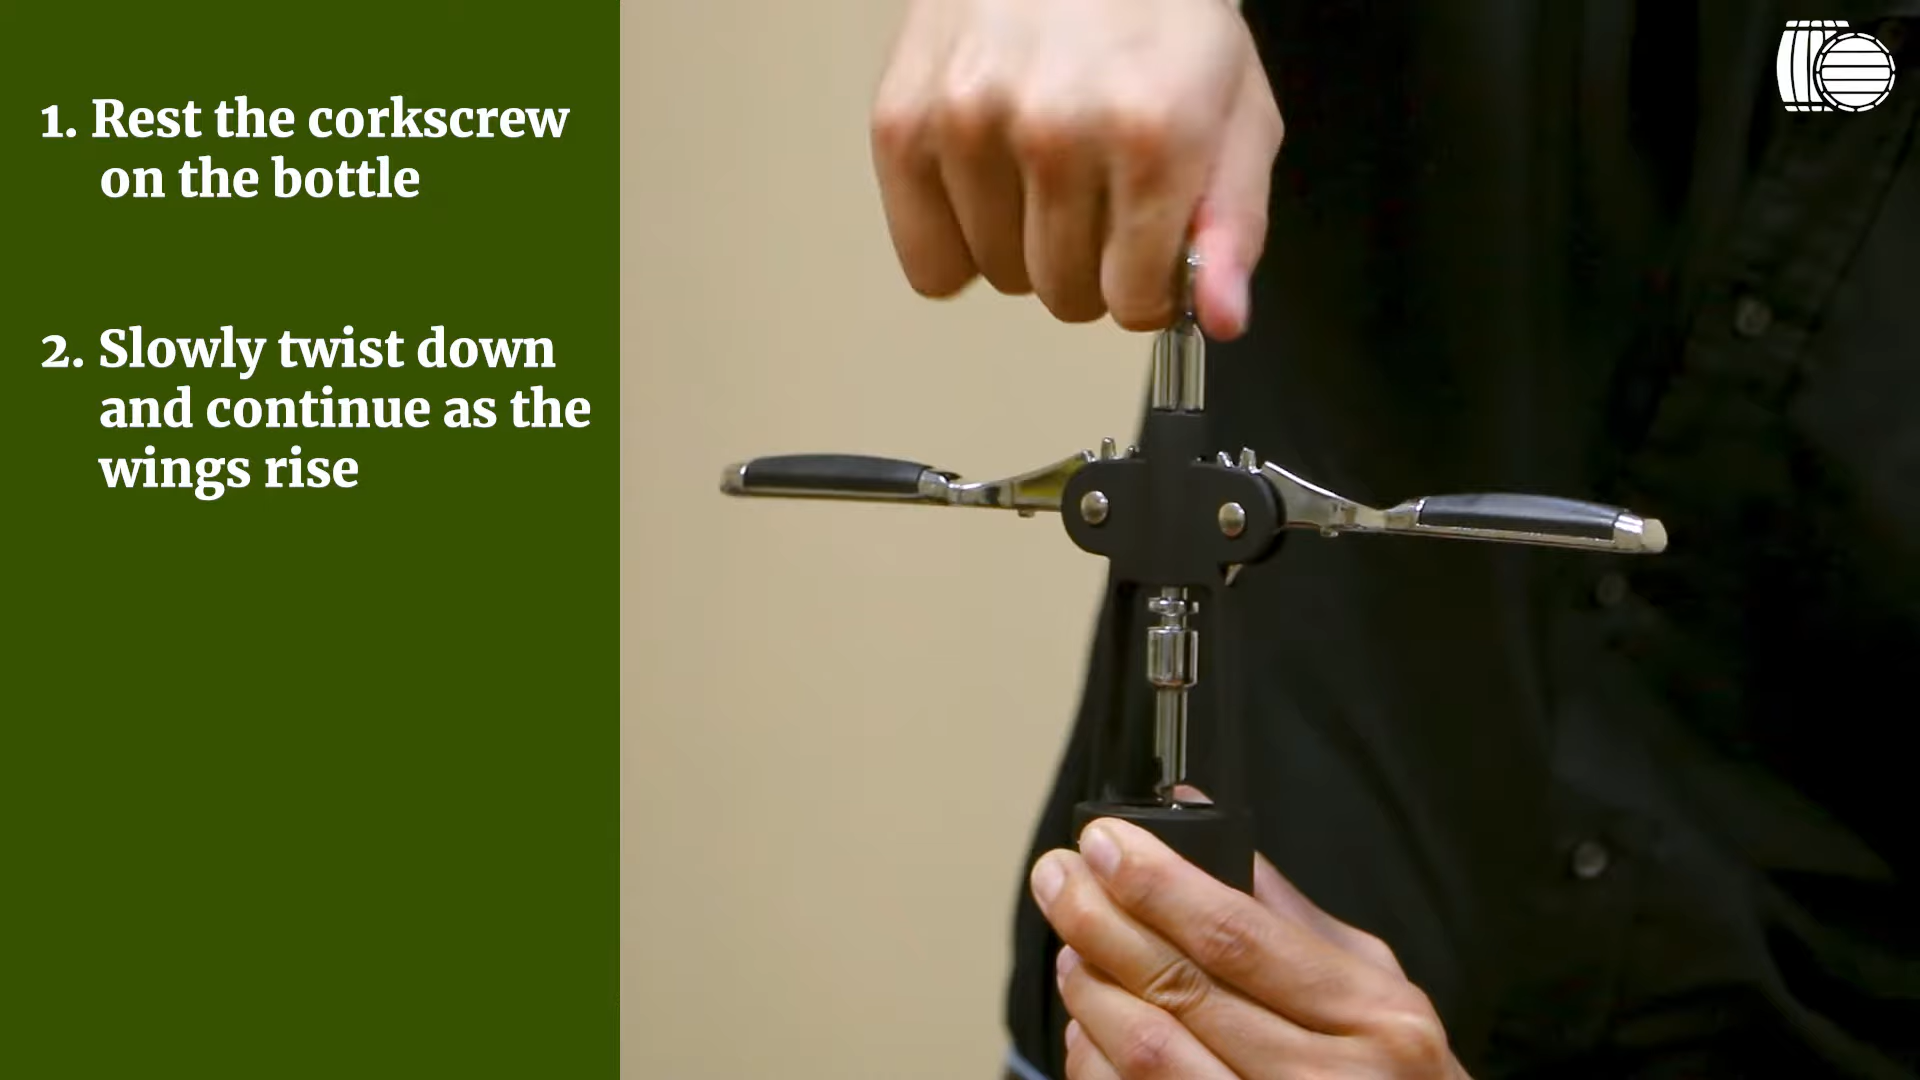 1. Rest the corkscrew
on the bottle
2. Slowly twist down
and continue as the
wings rise